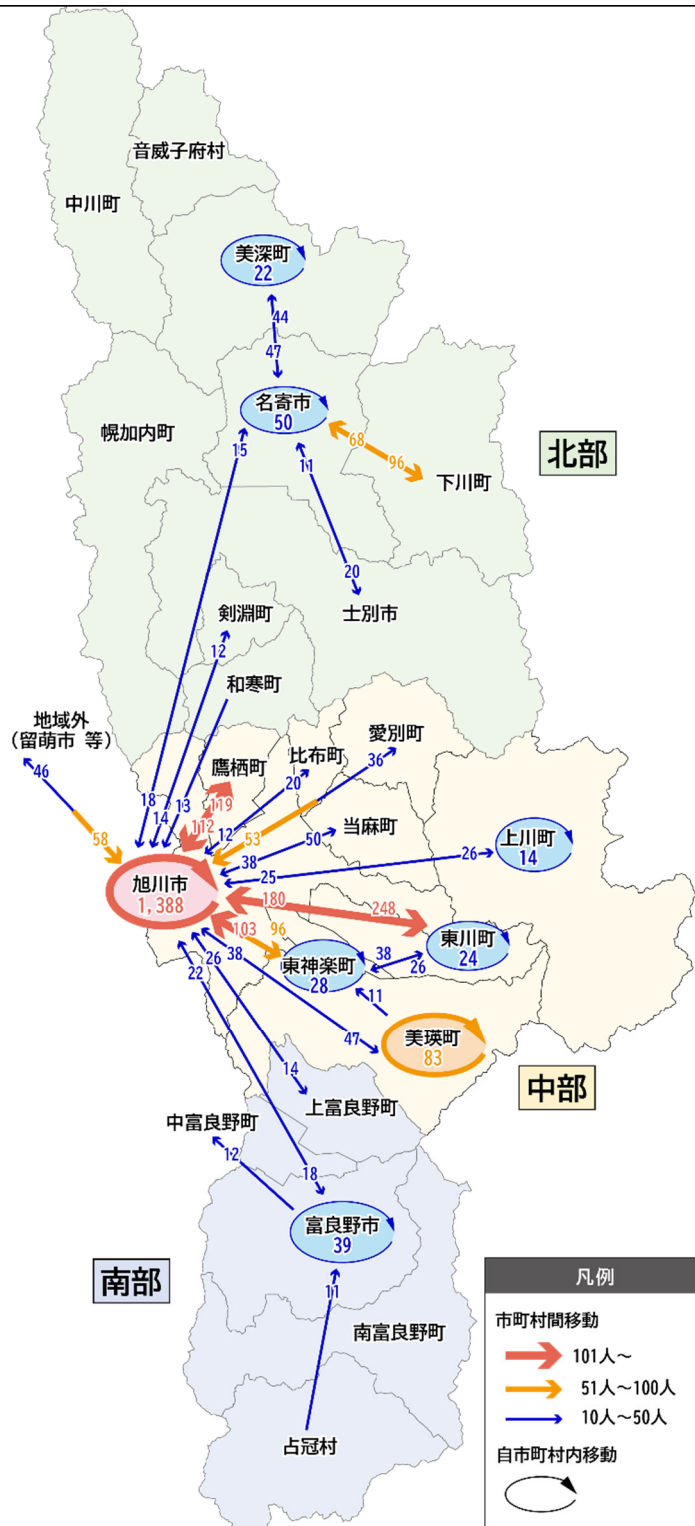 音威子府村
中川町
美深町
22
44
47
名寄市
50
幌加内町
15
11
68
96
下川町
北部
20
士別市
剣淵町
12
和寒町
地域外
(留萌市 等)
46
58
18
14
13
鷹栖町
119
112
比布町
20
12
愛別町
36
53
当麻町
50
38
上川町
14
26
25
旭川市
1,388
180
248
103
96
東川町
24
38
26
東神楽町
28
11
22
26
38
47
美瑛町
83
中部
14
上富良野町
中富良野町
12
18
富良野市
39
南部
11
南富良野町
占冠村
凡例
市町村間移動
101人～
51人～100人
10人～50人
自市町村内移動